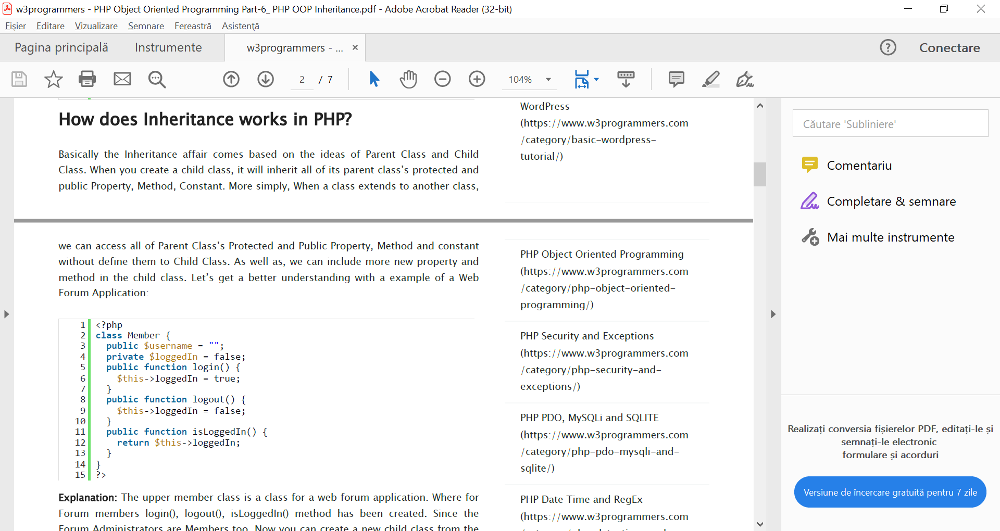 w3programmers - PHP Object Oriented Programming Part-6_ PHP OOP Inheritance.pdf - Adobe Acrobat Reader (32-bit)
Fișier Editare Vizualizare Semnare Fereastră Asistență
Pagina principală Instrumente w3programmers - ... × ? Conectare
2 / 7 104%
How does Inheritance works in PHP?
Basically the Inheritance affair comes based on the ideas of Parent Class and Child
Class. When you create a child class, it will inherit all of its parent class’s protected and
public Property, Method, Constant. More simply, When a class extends to another class,
we can access all of Parent Class’s Protected and Public Property, Method and constant
without define them to Child Class. As well as, we can include more new property and
method in the child class. Let’s get a better understanding with a example of a Web
Forum Application:
1 <?php
2 class Member {
3 public $username = "";
4 private $loggedIn = false;
5 public function login() {
6 $this->loggedIn = true;
7 }
8 public function logout() {
9 $this->loggedIn = false;
10 }
11 public function isLoggedIn() {
12 return $this->loggedIn;
13 }
14 }
15 ?>
Explanation: The upper member class is a class for a web forum application. Where for
Forum members login(), logout(), isLoggedIn() method has been created. Since the
Forum Administrators are Members too. Now you can create a new child class from the
WordPress
(https://www.w3programmers.com
/category/basic-wordpress-
tutorial/)
PHP Object Oriented Programming
(https://www.w3programmers.com
/category/php-object-oriented-
programming/)
PHP Security and Exceptions
(https://www.w3programmers.com
/category/php-security-and-
exceptions/)
PHP PDO, MySQLi and SQLITE
(https://www.w3programmers.com
/category/php-pdo-mysqli-and-
sqlite/)
PHP Date Time and RegEx
(https://www.w3programmers.com
Căutare 'Subliniere'
Comentariu
Completare & semnare
Mai multe instrumente
Realizați conversia fișierelor PDF, editați-le și
semnați-le electronic
formulare și acorduri
Versiune de încercare gratuită pentru 7 zile